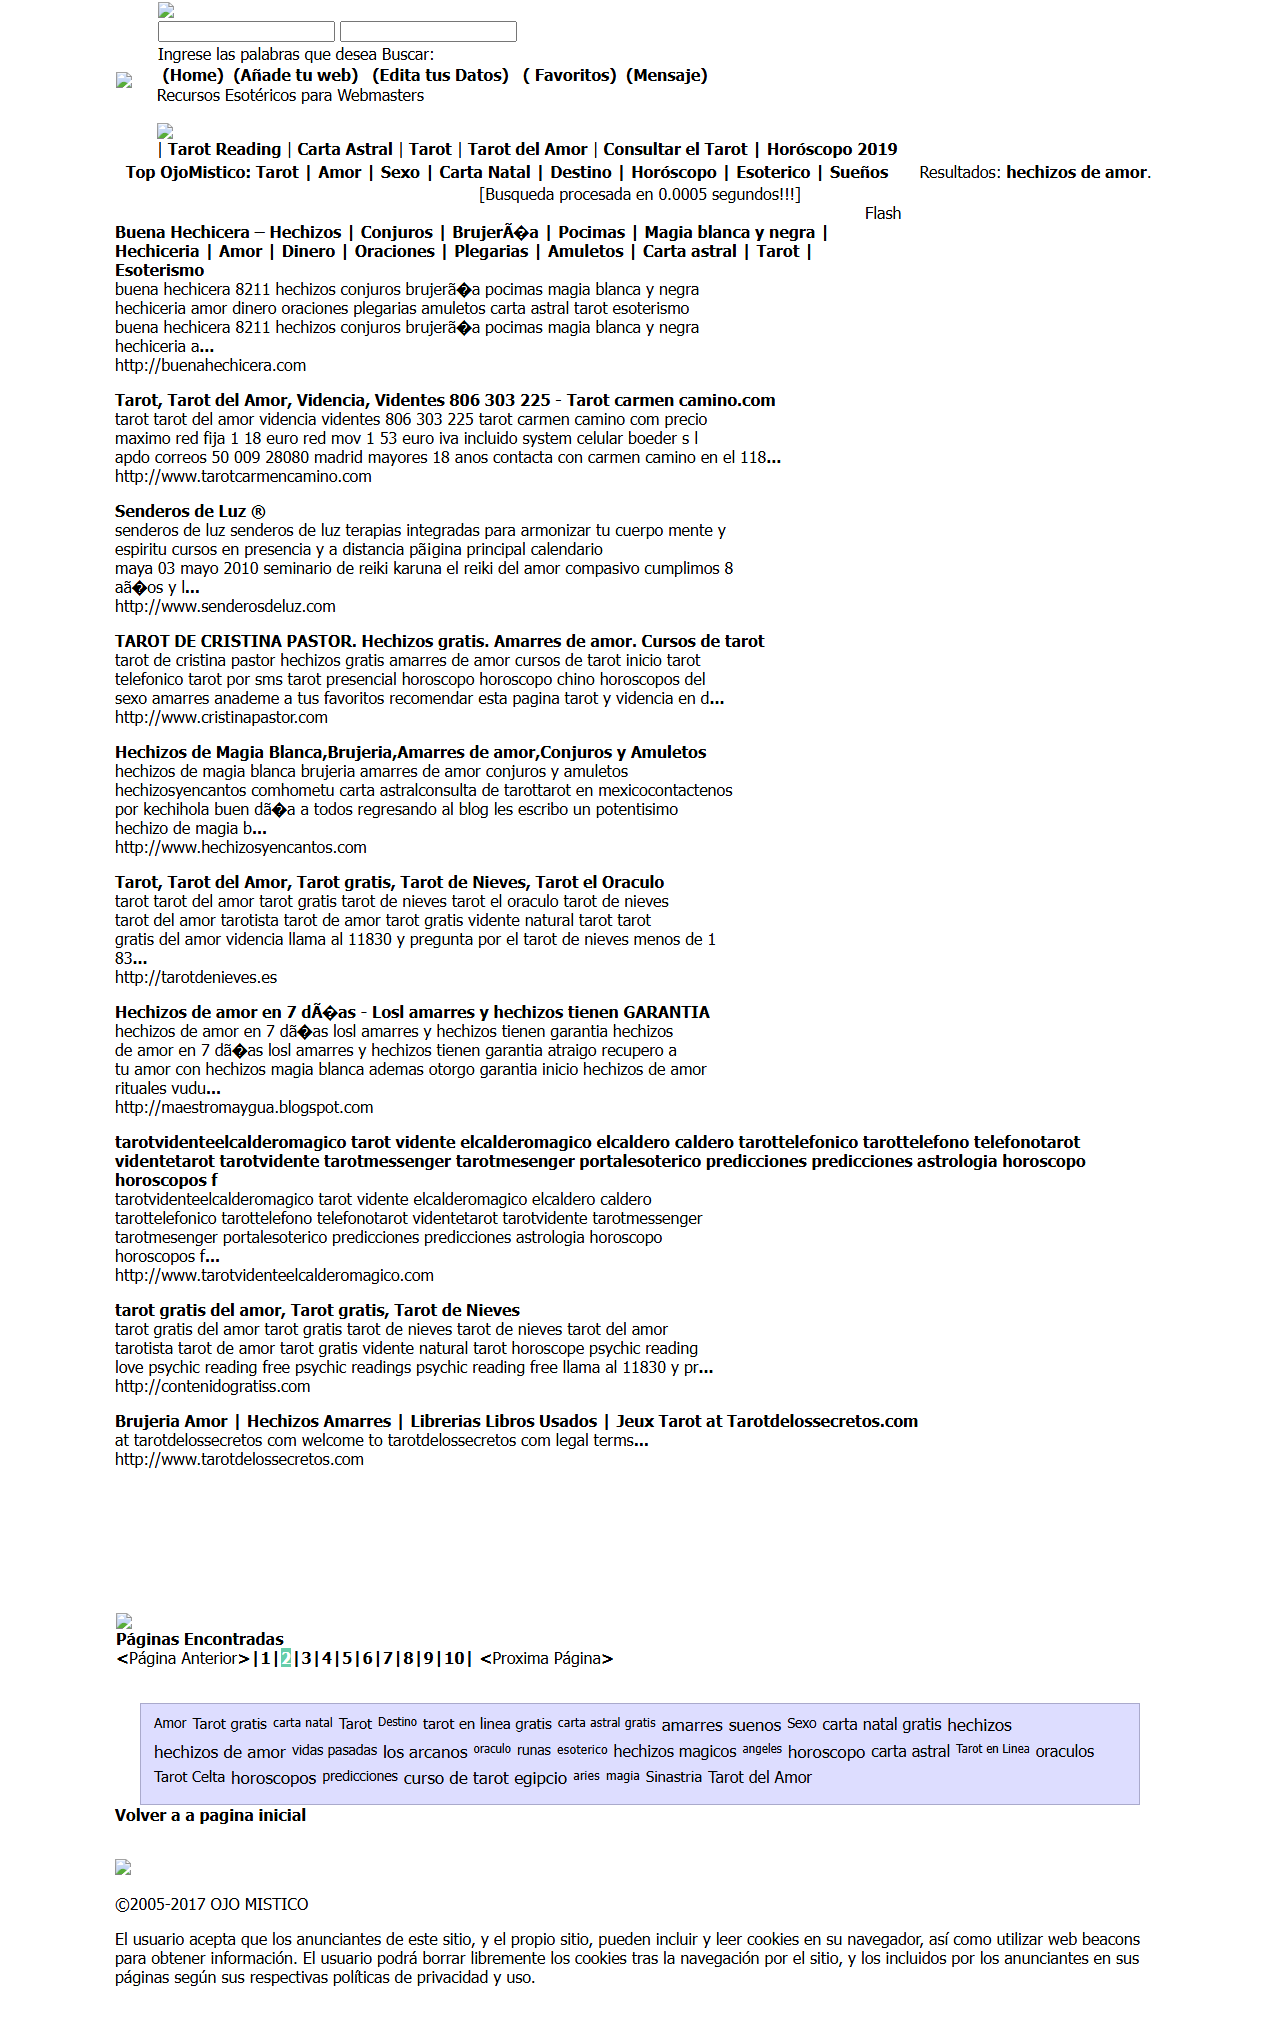 Ingrese las palabras que desea Buscar:
(Home) (Añade tu web) (Edita tus Datos) ( Favoritos) (Mensaje)
Recursos Esotéricos para Webmasters
| Tarot Reading | Carta Astral | Tarot | Tarot del Amor | Consultar el Tarot | Horóscopo 2019
Top OjoMistico: Tarot | Amor | Sexo | Carta Natal | Destino | Horóscopo | Esoterico | Sueños Resultados: hechizos de amor.
[Busqueda procesada en 0.0005 segundos!!!]
Flash
Buena Hechicera – Hechizos | Conjuros | BrujerÃ�a | Pocimas | Magia blanca y negra |
Hechiceria | Amor | Dinero | Oraciones | Plegarias | Amuletos | Carta astral | Tarot |
Esoterismo
buena hechicera 8211 hechizos conjuros brujerã�a pocimas magia blanca y negra
hechiceria amor dinero oraciones plegarias amuletos carta astral tarot esoterismo
buena hechicera 8211 hechizos conjuros brujerã�a pocimas magia blanca y negra
hechiceria a...
http://buenahechicera.com
Tarot, Tarot del Amor, Videncia, Videntes 806 303 225 - Tarot carmen camino.com
tarot tarot del amor videncia videntes 806 303 225 tarot carmen camino com precio
maximo red fija 1 18 euro red mov 1 53 euro iva incluido system celular boeder s l
apdo correos 50 009 28080 madrid mayores 18 anos contacta con carmen camino en el 118...
http://www.tarotcarmencamino.com
Senderos de Luz ®
senderos de luz senderos de luz terapias integradas para armonizar tu cuerpo mente y
espiritu cursos en presencia y a distancia pã¡gina principal calendario
maya 03 mayo 2010 seminario de reiki karuna el reiki del amor compasivo cumplimos 8
aã�os y l...
http://www.senderosdeluz.com
TAROT DE CRISTINA PASTOR. Hechizos gratis. Amarres de amor. Cursos de tarot
tarot de cristina pastor hechizos gratis amarres de amor cursos de tarot inicio tarot
telefonico tarot por sms tarot presencial horoscopo horoscopo chino horoscopos del
sexo amarres anademe a tus favoritos recomendar esta pagina tarot y videncia en d...
http://www.cristinapastor.com
Hechizos de Magia Blanca,Brujeria,Amarres de amor,Conjuros y Amuletos
hechizos de magia blanca brujeria amarres de amor conjuros y amuletos
hechizosyencantos comhometu carta astralconsulta de tarottarot en mexicocontactenos
por kechihola buen dã�a a todos regresando al blog les escribo un potentisimo
hechizo de magia b...
http://www.hechizosyencantos.com
Tarot, Tarot del Amor, Tarot gratis, Tarot de Nieves, Tarot el Oraculo
tarot tarot del amor tarot gratis tarot de nieves tarot el oraculo tarot de nieves
tarot del amor tarotista tarot de amor tarot gratis vidente natural tarot tarot
gratis del amor videncia llama al 11830 y pregunta por el tarot de nieves menos de 1
83...
http://tarotdenieves.es
Hechizos de amor en 7 dÃ�as - Losl amarres y hechizos tienen GARANTIA
hechizos de amor en 7 dã�as losl amarres y hechizos tienen garantia hechizos
de amor en 7 dã�as losl amarres y hechizos tienen garantia atraigo recupero a
tu amor con hechizos magia blanca ademas otorgo garantia inicio hechizos de amor
rituales vudu...
http://maestromaygua.blogspot.com
tarotvidenteelcalderomagico tarot vidente elcalderomagico elcaldero caldero tarottelefonico tarottelefono telefonotarot
videntetarot tarotvidente tarotmessenger tarotmesenger portalesoterico predicciones predicciones astrologia horoscopo
horoscopos f
tarotvidenteelcalderomagico tarot vidente elcalderomagico elcaldero caldero
tarottelefonico tarottelefono telefonotarot videntetarot tarotvidente tarotmessenger
tarotmesenger portalesoterico predicciones predicciones astrologia horoscopo
horoscopos f...
http://www.tarotvidenteelcalderomagico.com
tarot gratis del amor, Tarot gratis, Tarot de Nieves
tarot gratis del amor tarot gratis tarot de nieves tarot de nieves tarot del amor
tarotista tarot de amor tarot gratis vidente natural tarot horoscope psychic reading
love psychic reading free psychic readings psychic reading free llama al 11830 y pr...
http://contenidogratiss.com
Brujeria Amor | Hechizos Amarres | Librerias Libros Usados | Jeux Tarot at Tarotdelossecretos.com
at tarotdelossecretos com welcome to tarotdelossecretos com legal terms...
http://www.tarotdelossecretos.com
Páginas Encontradas
<Página Anterior>|1|2|3|4|5|6|7|8|9|10| <Proxima Página>
Amor Tarot gratis carta natal Tarot Destino tarot en linea gratis carta astral gratis amarres suenos Sexo carta natal gratis hechizos
hechizos de amor vidas pasadas los arcanos oraculo runas esoterico hechizos magicos angeles horoscopo carta astral Tarot en Linea oraculos
Tarot Celta horoscopos predicciones curso de tarot egipcio aries magia Sinastria Tarot del Amor
Volver a a pagina inicial
©2005-2017 OJO MISTICO
El usuario acepta que los anunciantes de este sitio, y el propio sitio, pueden incluir y leer cookies en su navegador, así como utilizar web beacons
para obtener información. El usuario podrá borrar libremente los cookies tras la navegación por el sitio, y los incluidos por los anunciantes en sus
páginas según sus respectivas políticas de privacidad y uso.